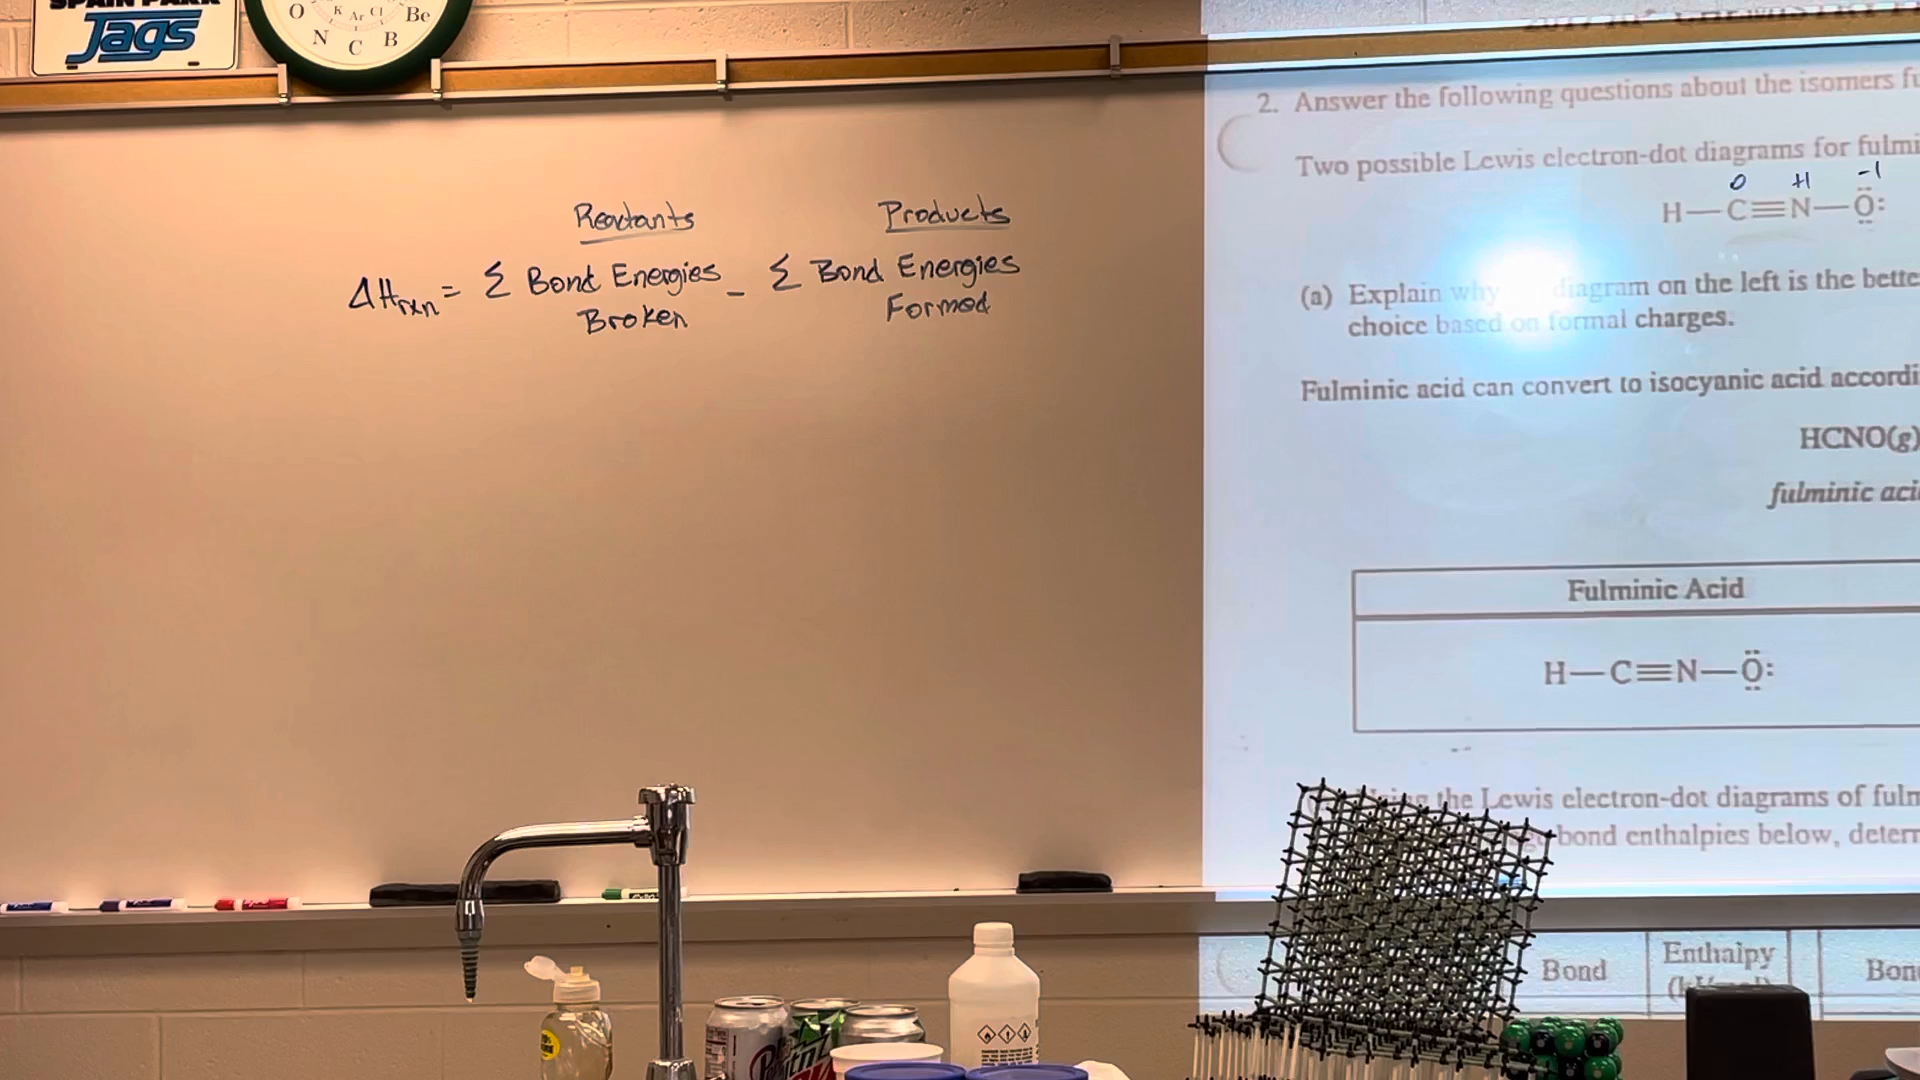 SPAIN PARK
Jags
O K Ar Cl Be
N C B
Reactants Products
ΔHrxn = Σ Bond Energies Broken - Σ Bond Energies Formed
2. Answer the following questions about the isomers
Two possible Lewis electron-dot diagrams for fulmi
0 +1 -1
H—C≡N—O:
(a) Explain why diagram on the left is the bette
choice based on formal charges.
Fulminic acid can convert to isocyanic acid accordi
HCNO(g)
fulminic aci
Fulminic Acid
H—C≡N—O:
the Lewis electron-dot diagrams of fulm
bond enthalpies below, determ
Bond Enthalpy Bon